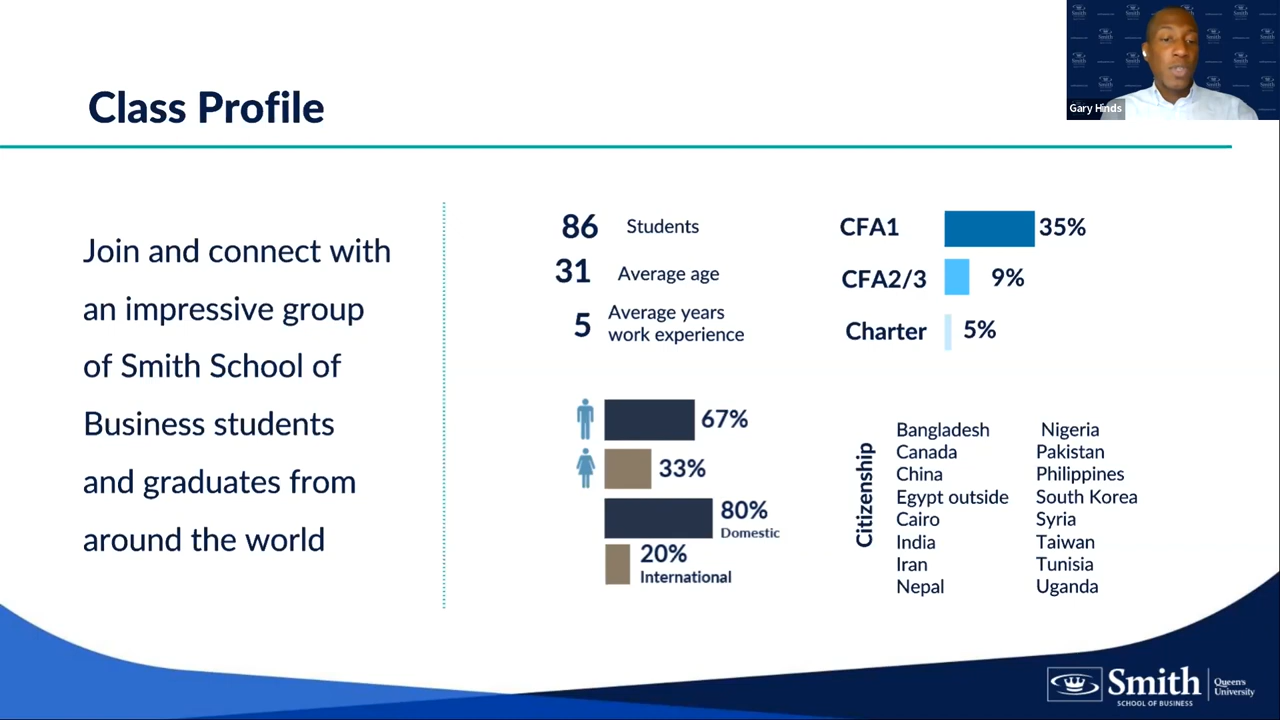 Class Profile
Gary Hinds
Join and connect with
an impressive group
of Smith School of
Business students
and graduates from
around the world
86 Students
31 Average age
5 Average years
work experience
67%
33%
80%
Domestic
20%
International
CFA1 35%
CFA2/3 9%
Charter 5%
Citizenship
Bangladesh
Canada
China
Egypt outside
Cairo
India
Iran
Nepal
Nigeria
Pakistan
Philippines
South Korea
Syria
Taiwan
Tunisia
Uganda
Smith
SCHOOL OF BUSINESS
Queen's
University